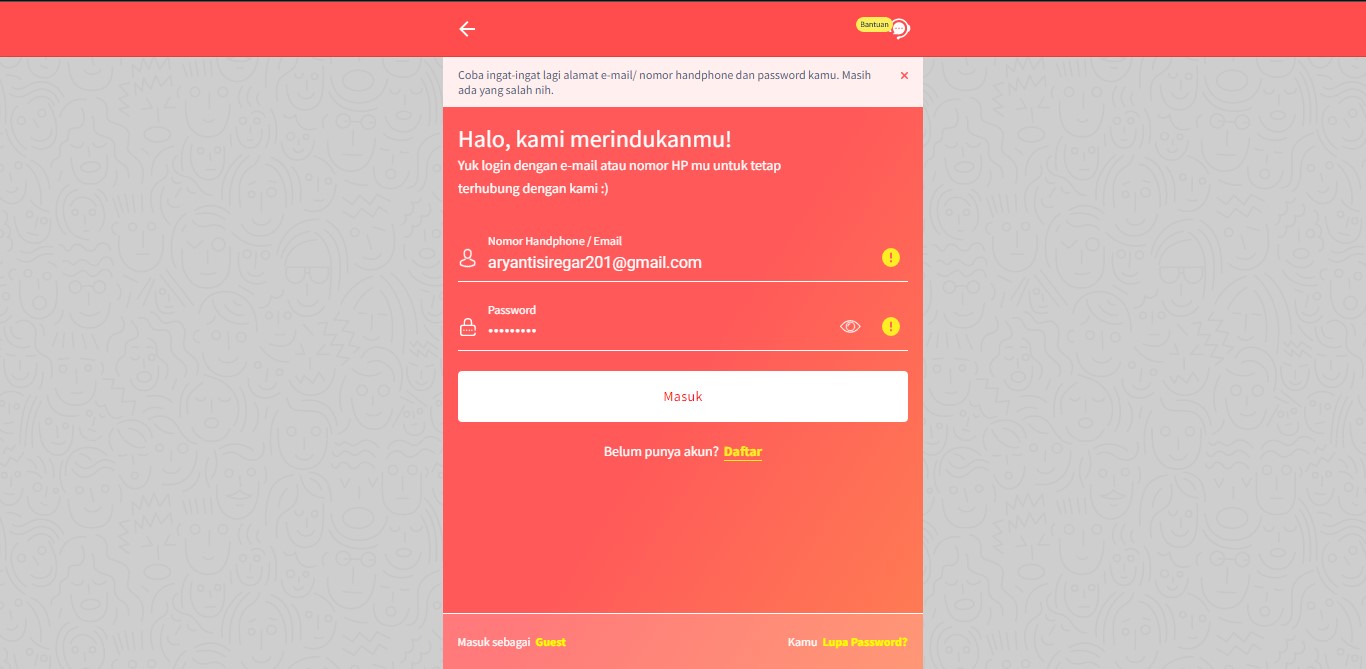 Bantuan
Coba ingat-ingat lagi alamat e-mail/ nomor handphone dan password kamu. Masih
ada yang salah nih.
Halo, kami merindukanmu!
Yuk login dengan e-mail atau nomor HP mu untuk tetap
terhubung dengan kami :)
Nomor Handphone / Email
aryantisiregar201@gmail.com
Password
•••••••••
Masuk
Belum punya akun? Daftar
Masuk sebagai Guest
Kamu Lupa Password?